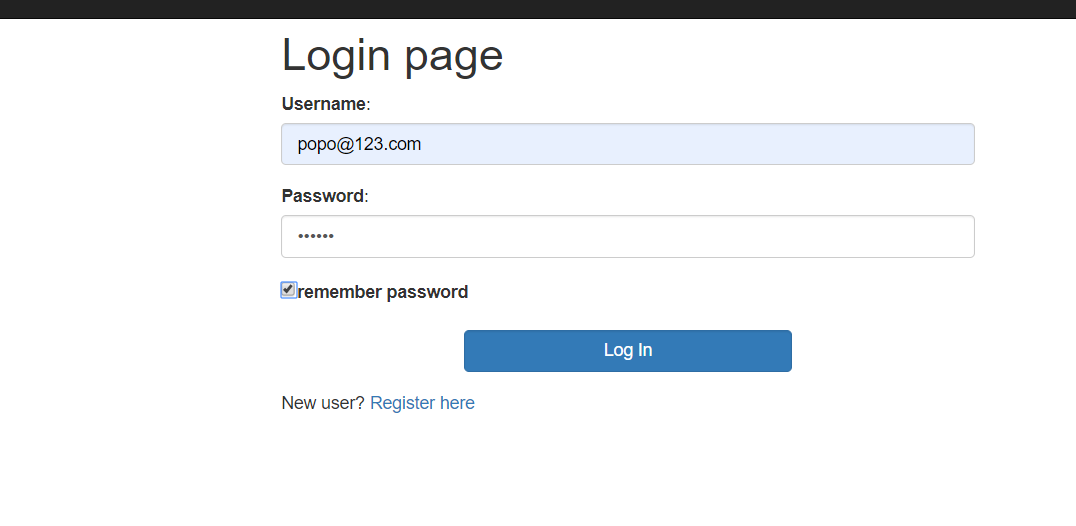 Login page
Username:
popo@123.com
Password:
••••••
remember password
Log In
New user? Register here